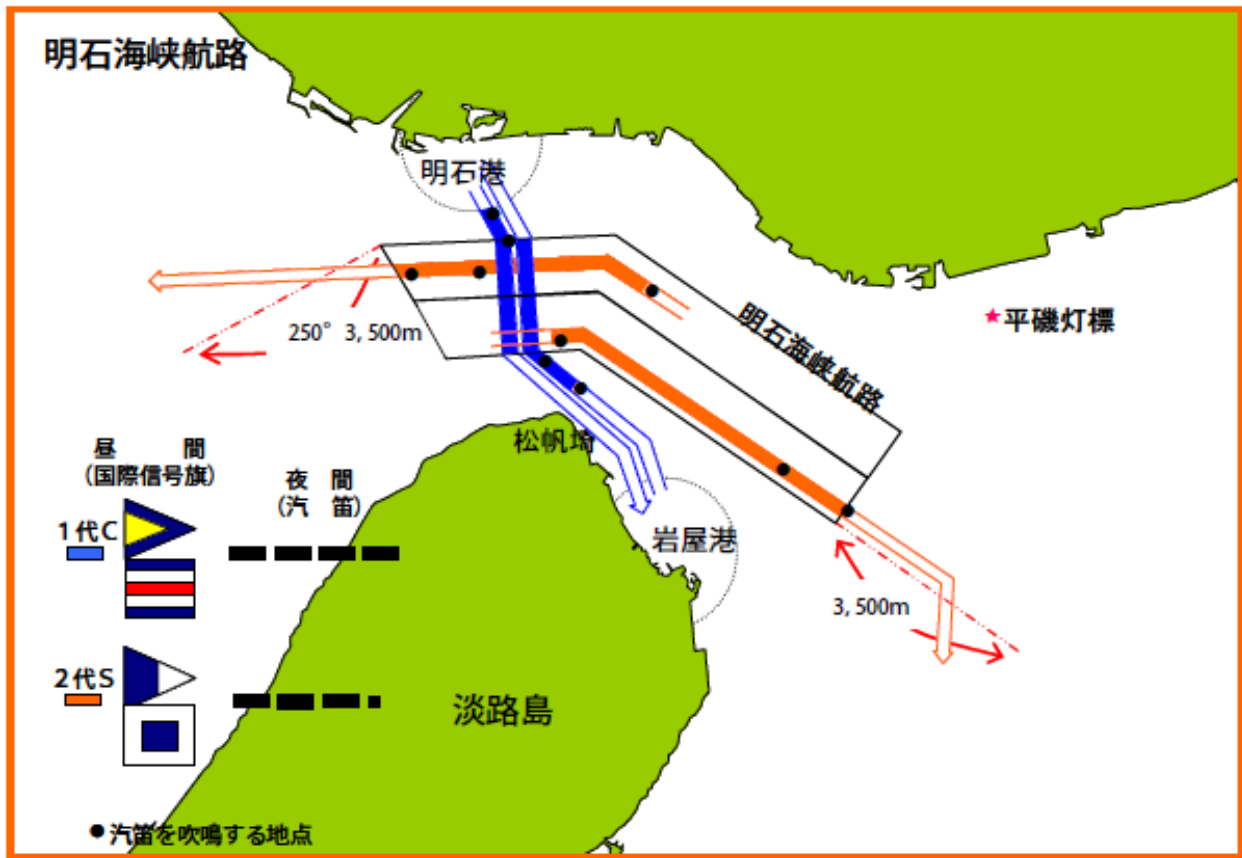 明石海峡航路
明石港
250° 3,500m
明石海峡航路
平磯灯標
松帆埼
岩屋港
3,500m
昼 間
(国際信号旗)
夜 間
(汽 笛)
1代C
2代S
淡路島
汽笛を吹鳴する地点